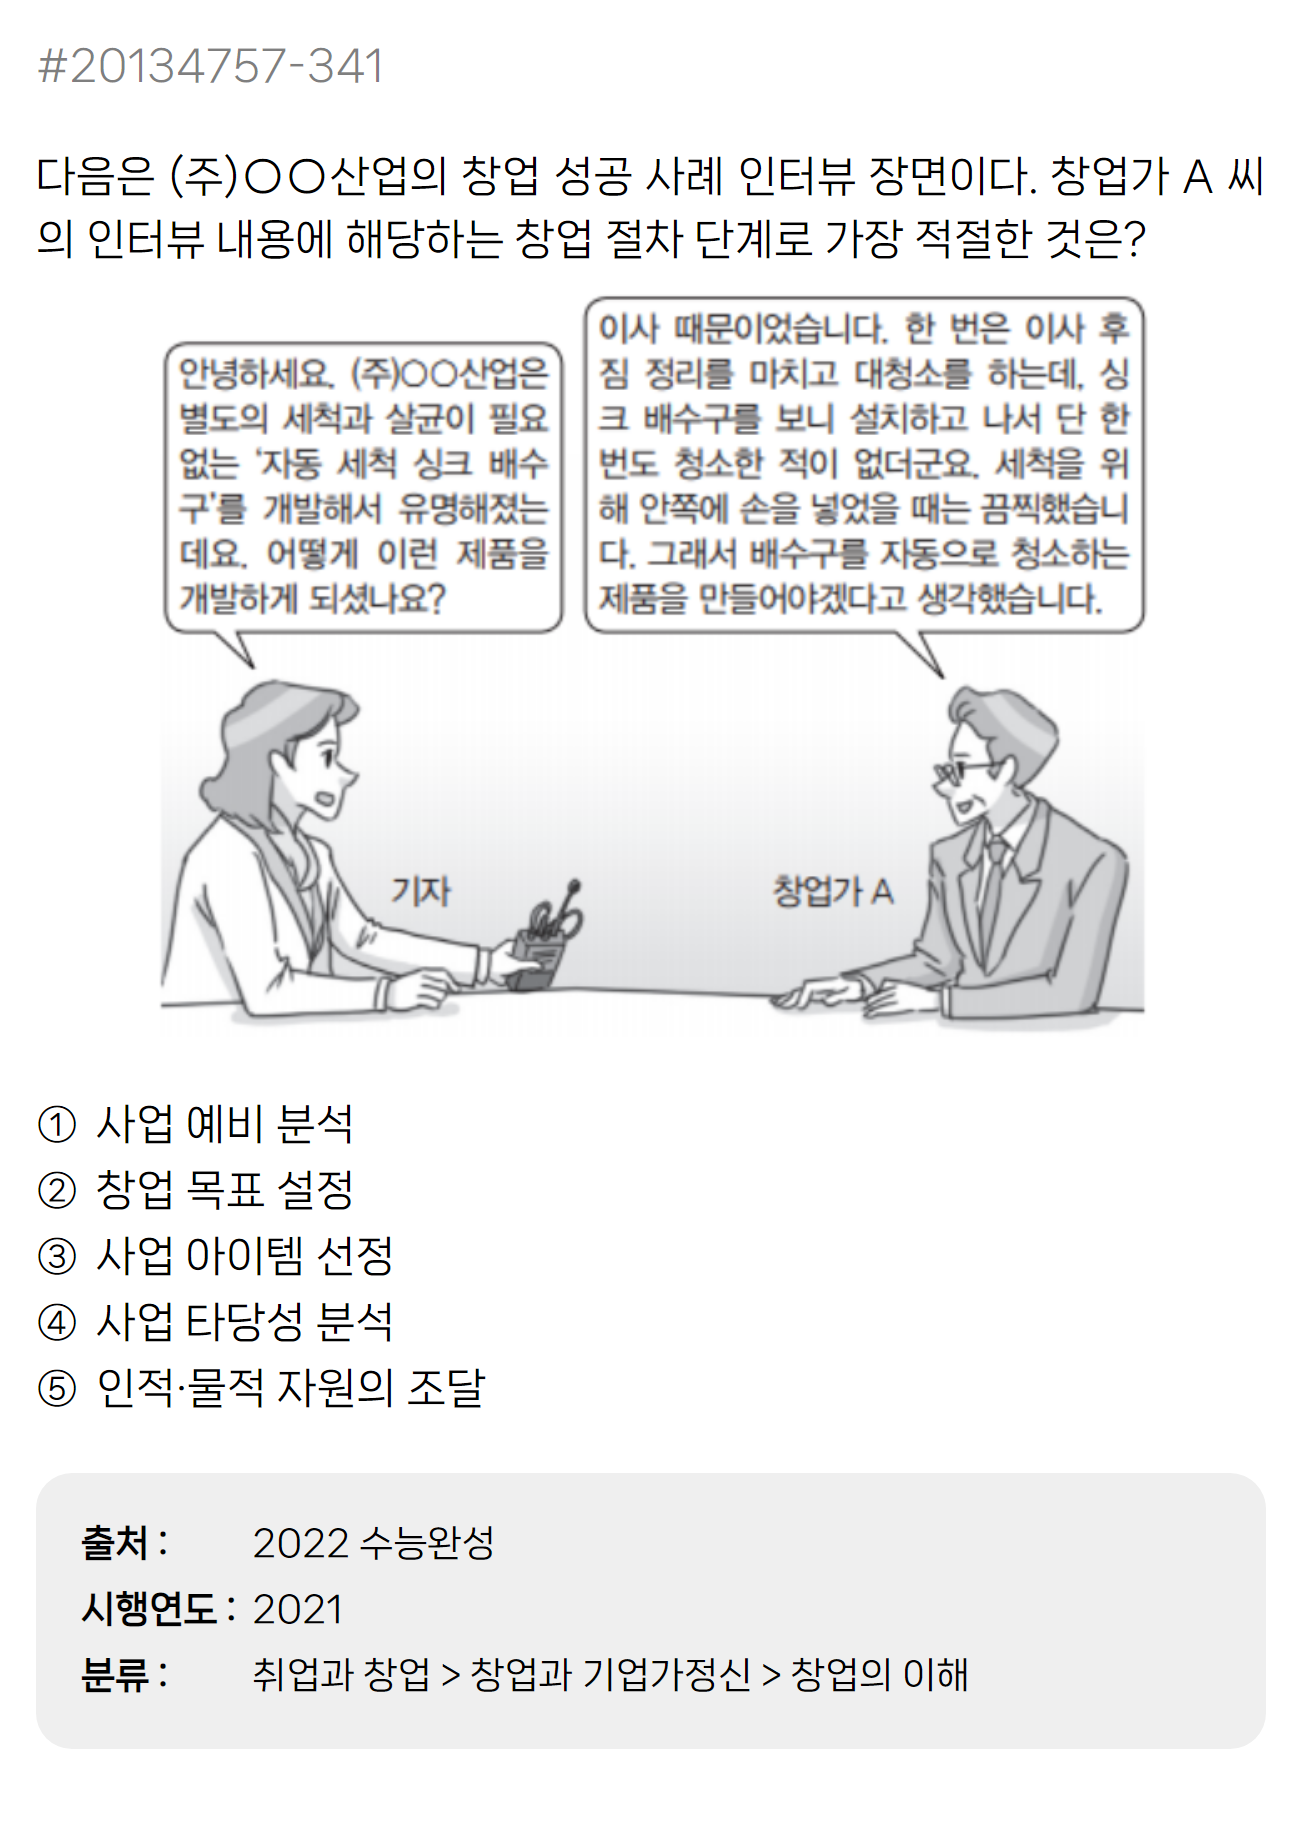 #20134757-341
다음은 (주)○○산업의 창업 성공 사례 인터뷰 장면이다. 창업가 A 씨
의 인터뷰 내용에 해당하는 창업 절차 단계로 가장 적절한 것은?
안녕하세요. (주)○○산업은
별도의 세척과 살균이 필요
없는 ‘자동 세척 싱크 배수
구’를 개발해서 유명해졌는
데요. 어떻게 이런 제품을
개발하게 되셨나요?
이사 때문이었습니다. 한 번은 이사 후
짐 정리를 마치고 대청소를 하는데, 싱
크 배수구를 보니 설치하고 나서 단 한
번도 청소한 적이 없더군요. 세척을 위
해 안쪽에 손을 넣었을 때는 끔찍했습니
다. 그래서 배수구를 자동으로 청소하는
제품을 만들어야겠다고 생각했습니다.
기자
창업가 A
① 사업 예비 분석
② 창업 목표 설정
③ 사업 아이템 선정
④ 사업 타당성 분석
⑤ 인적·물적 자원의 조달
출처 : 2022 수능완성
시행연도 : 2021
분류 : 취업과 창업 > 창업과 기업가정신 > 창업의 이해